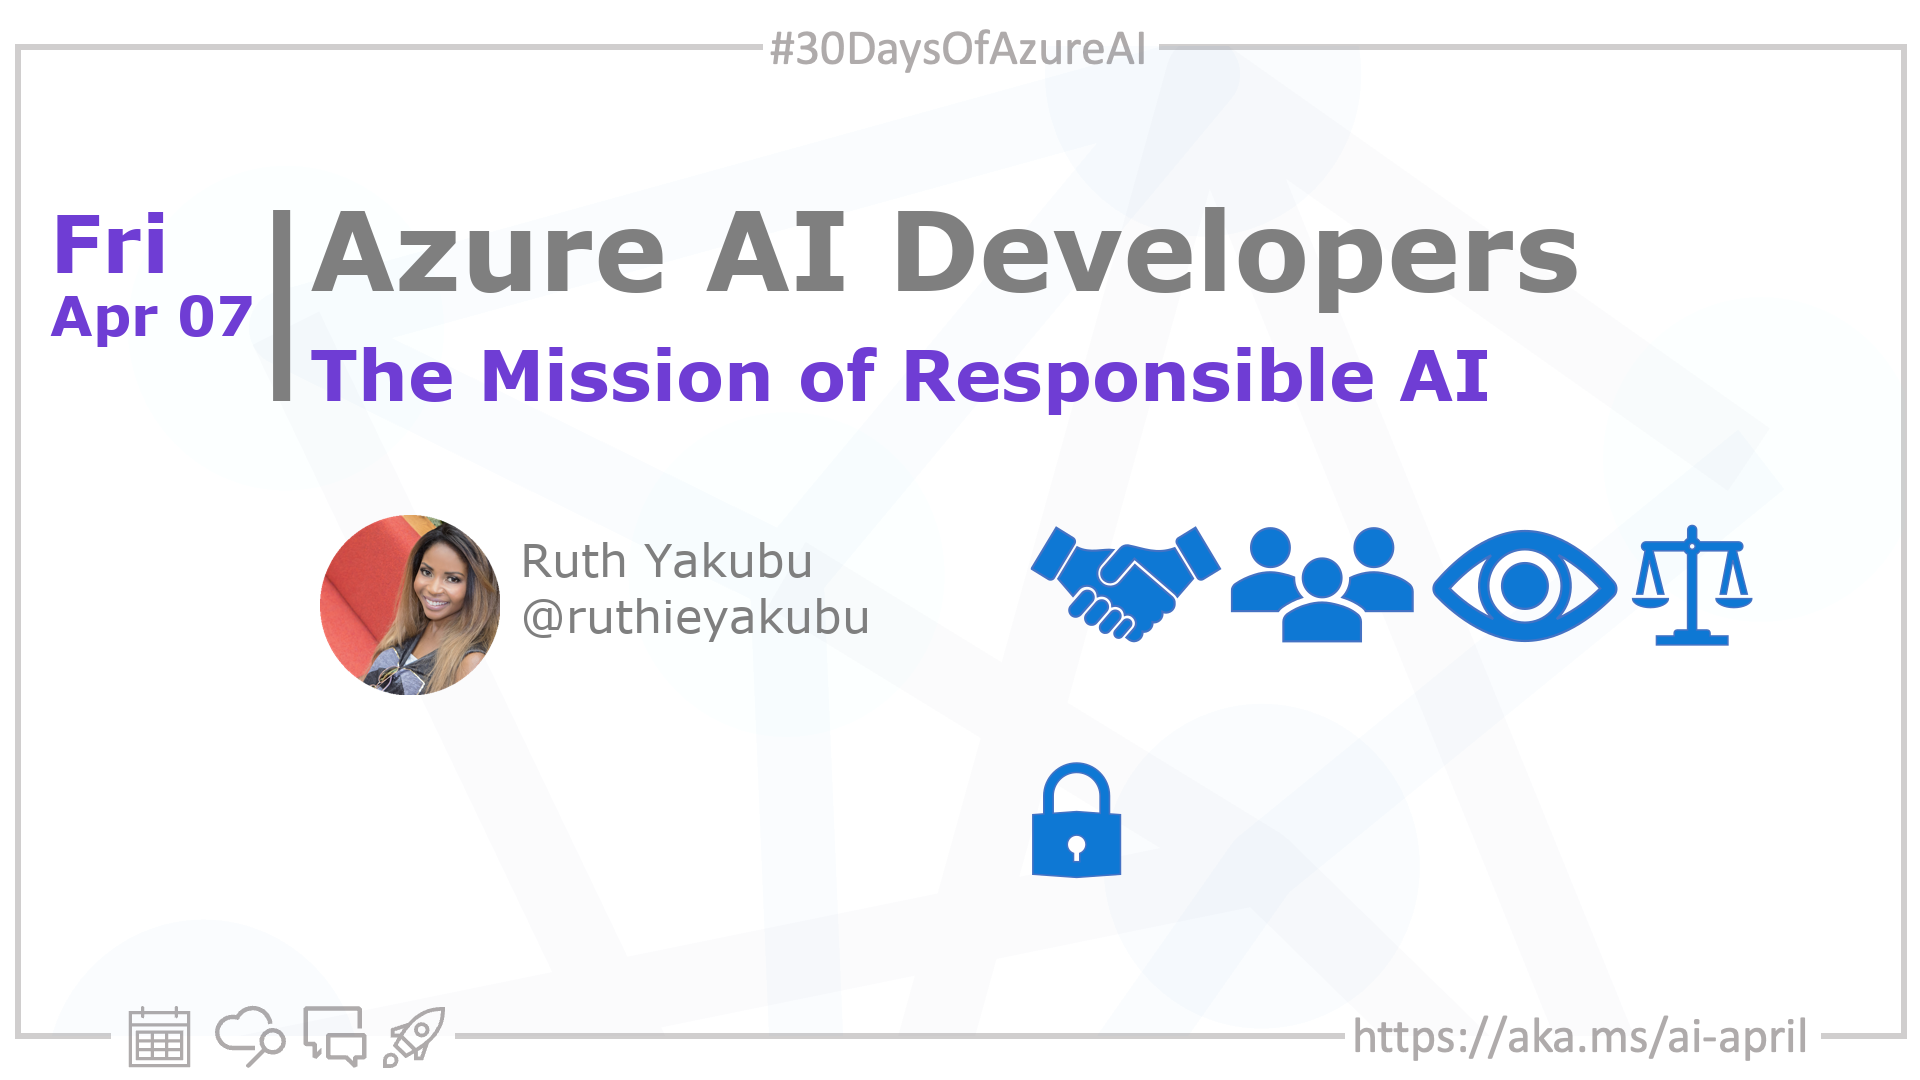 #30DaysOfAzureAI
Fri
Apr 07
Azure AI Developers
The Mission of Responsible AI
Ruth Yakubu
@ruthieyakubu
https://aka.ms/ai-april